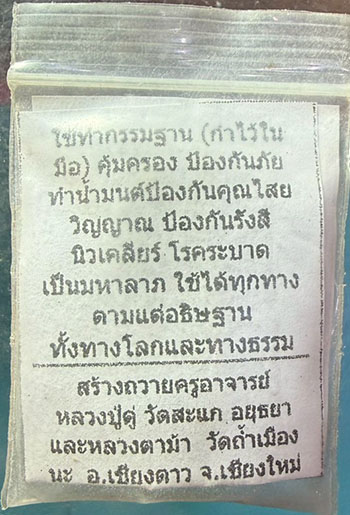 ใช้ทำกรรมฐาน (กำไว้ใน
มือ) คุ้มครอง ป้องกันภัย
ทำน้ำมนต์ป้องกันคุณไสย
วิญญาณ ป้องกันรังสี
นิวเคลียร์ โรคระบาด
เป็นมหาลาภ ใช้ได้ทุกทาง
ตามแต่อธิษฐาน
ทั้งทางโลกและทางธรรม
สร้างถวายครูอาจารย์
หลวงปู่ดู่ วัดสะแก อยุธยา
และหลวงตาม้า วัดถ้ำเมือง
นะ อ.เชียงดาว จ.เชียงใหม่